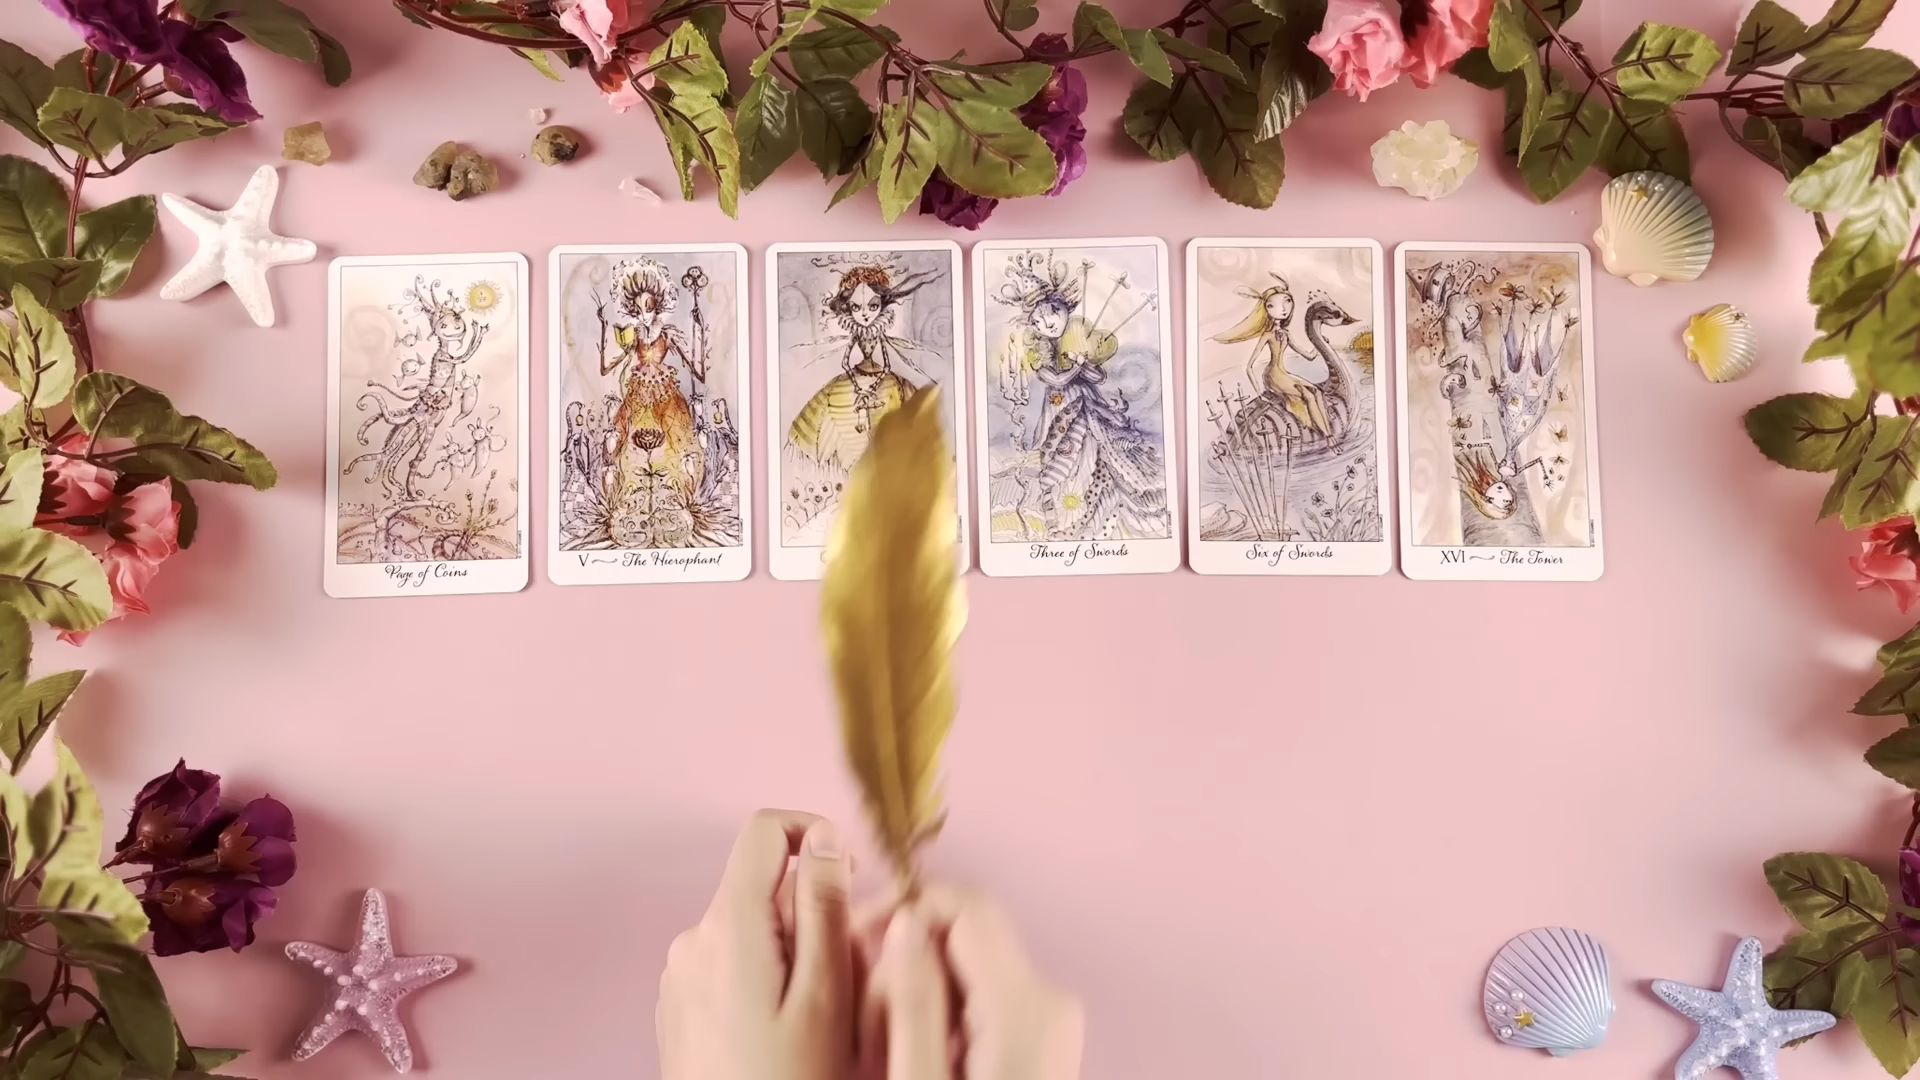 Page of Coins
V ~ The Hierophant
Three of Swords
Six of Swords
XVI ~ The Tower